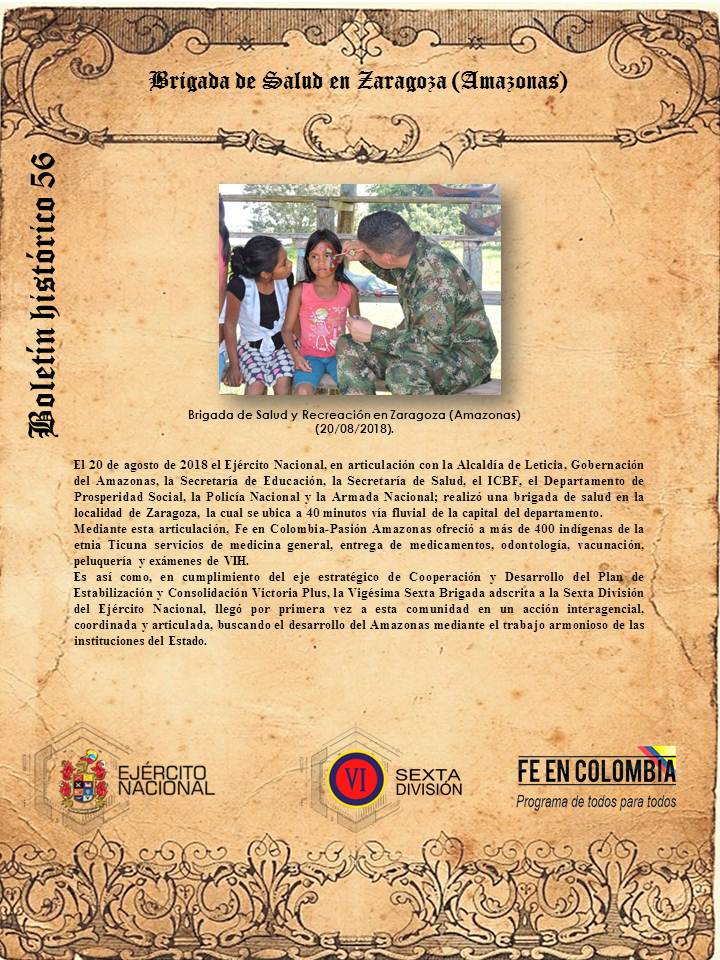 Brigada de Salud en Zaragoza (Amazonas)
Boletín histórico 56
Brigada de Salud y Recreación en Zaragoza (Amazonas)
(20/08/2018).
El 20 de agosto de 2018 el Ejército Nacional, en articulación con la Alcaldía de Leticia, Gobernación
del Amazonas, la Secretaría de Educación, la Secretaría de Salud, el ICBF, el Departamento de
Prosperidad Social, la Policía Nacional y la Armada Nacional; realizó una brigada de salud en la
localidad de Zaragoza, la cual se ubica a 40 minutos vía fluvial de la capital del departamento.
Mediante esta articulación, Fe en Colombia-Pasión Amazonas ofreció a más de 400 indígenas de la
etnia Ticuna servicios de medicina general, entrega de medicamentos, odontología, vacunación,
peluquería y exámenes de VIH.
Es así como, en cumplimiento del eje estratégico de Cooperación y Desarrollo del Plan de
Estabilización y Consolidación Victoria Plus, la Vigésima Sexta Brigada adscrita a la Sexta División
del Ejército Nacional, llegó por primera vez a esta comunidad en un acción interagencial,
coordinada y articulada, buscando el desarrollo del Amazonas mediante el trabajo armonioso de las
instituciones del Estado.
EJÉRCITO
NACIONAL
VI
SEXTA
DIVISIÓN
FE EN COLOMBIA
Programa de todos para todos